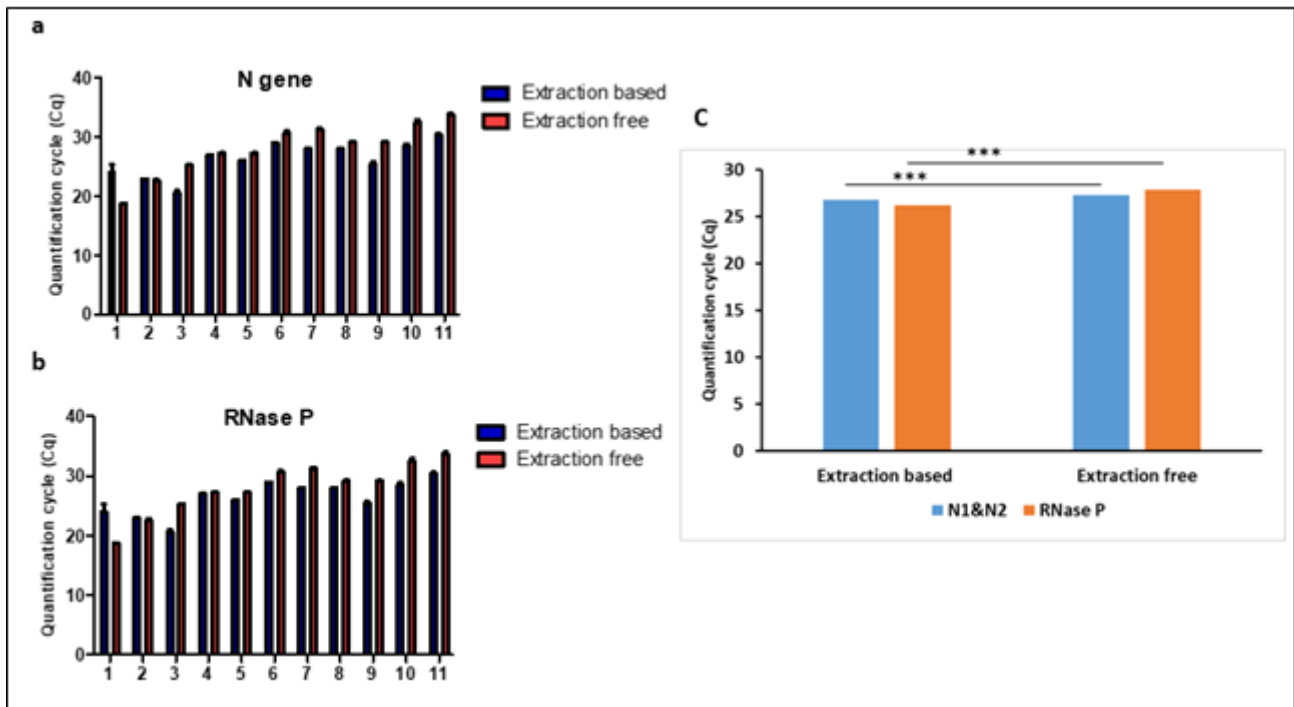 a
N gene
Extraction based
Extraction free
Quantification cycle (Cq)
40
30
20
10
0
1 2 3 4 5 6 7 8 9 10 11
b
RNase P
Extraction based
Extraction free
Quantification cycle (Cq)
40
30
20
10
0
1 2 3 4 5 6 7 8 9 10 11
C
***
***
Quantification cycle (Cq)
30
25
20
15
10
5
0
Extraction based Extraction free
N1&N2 RNase P